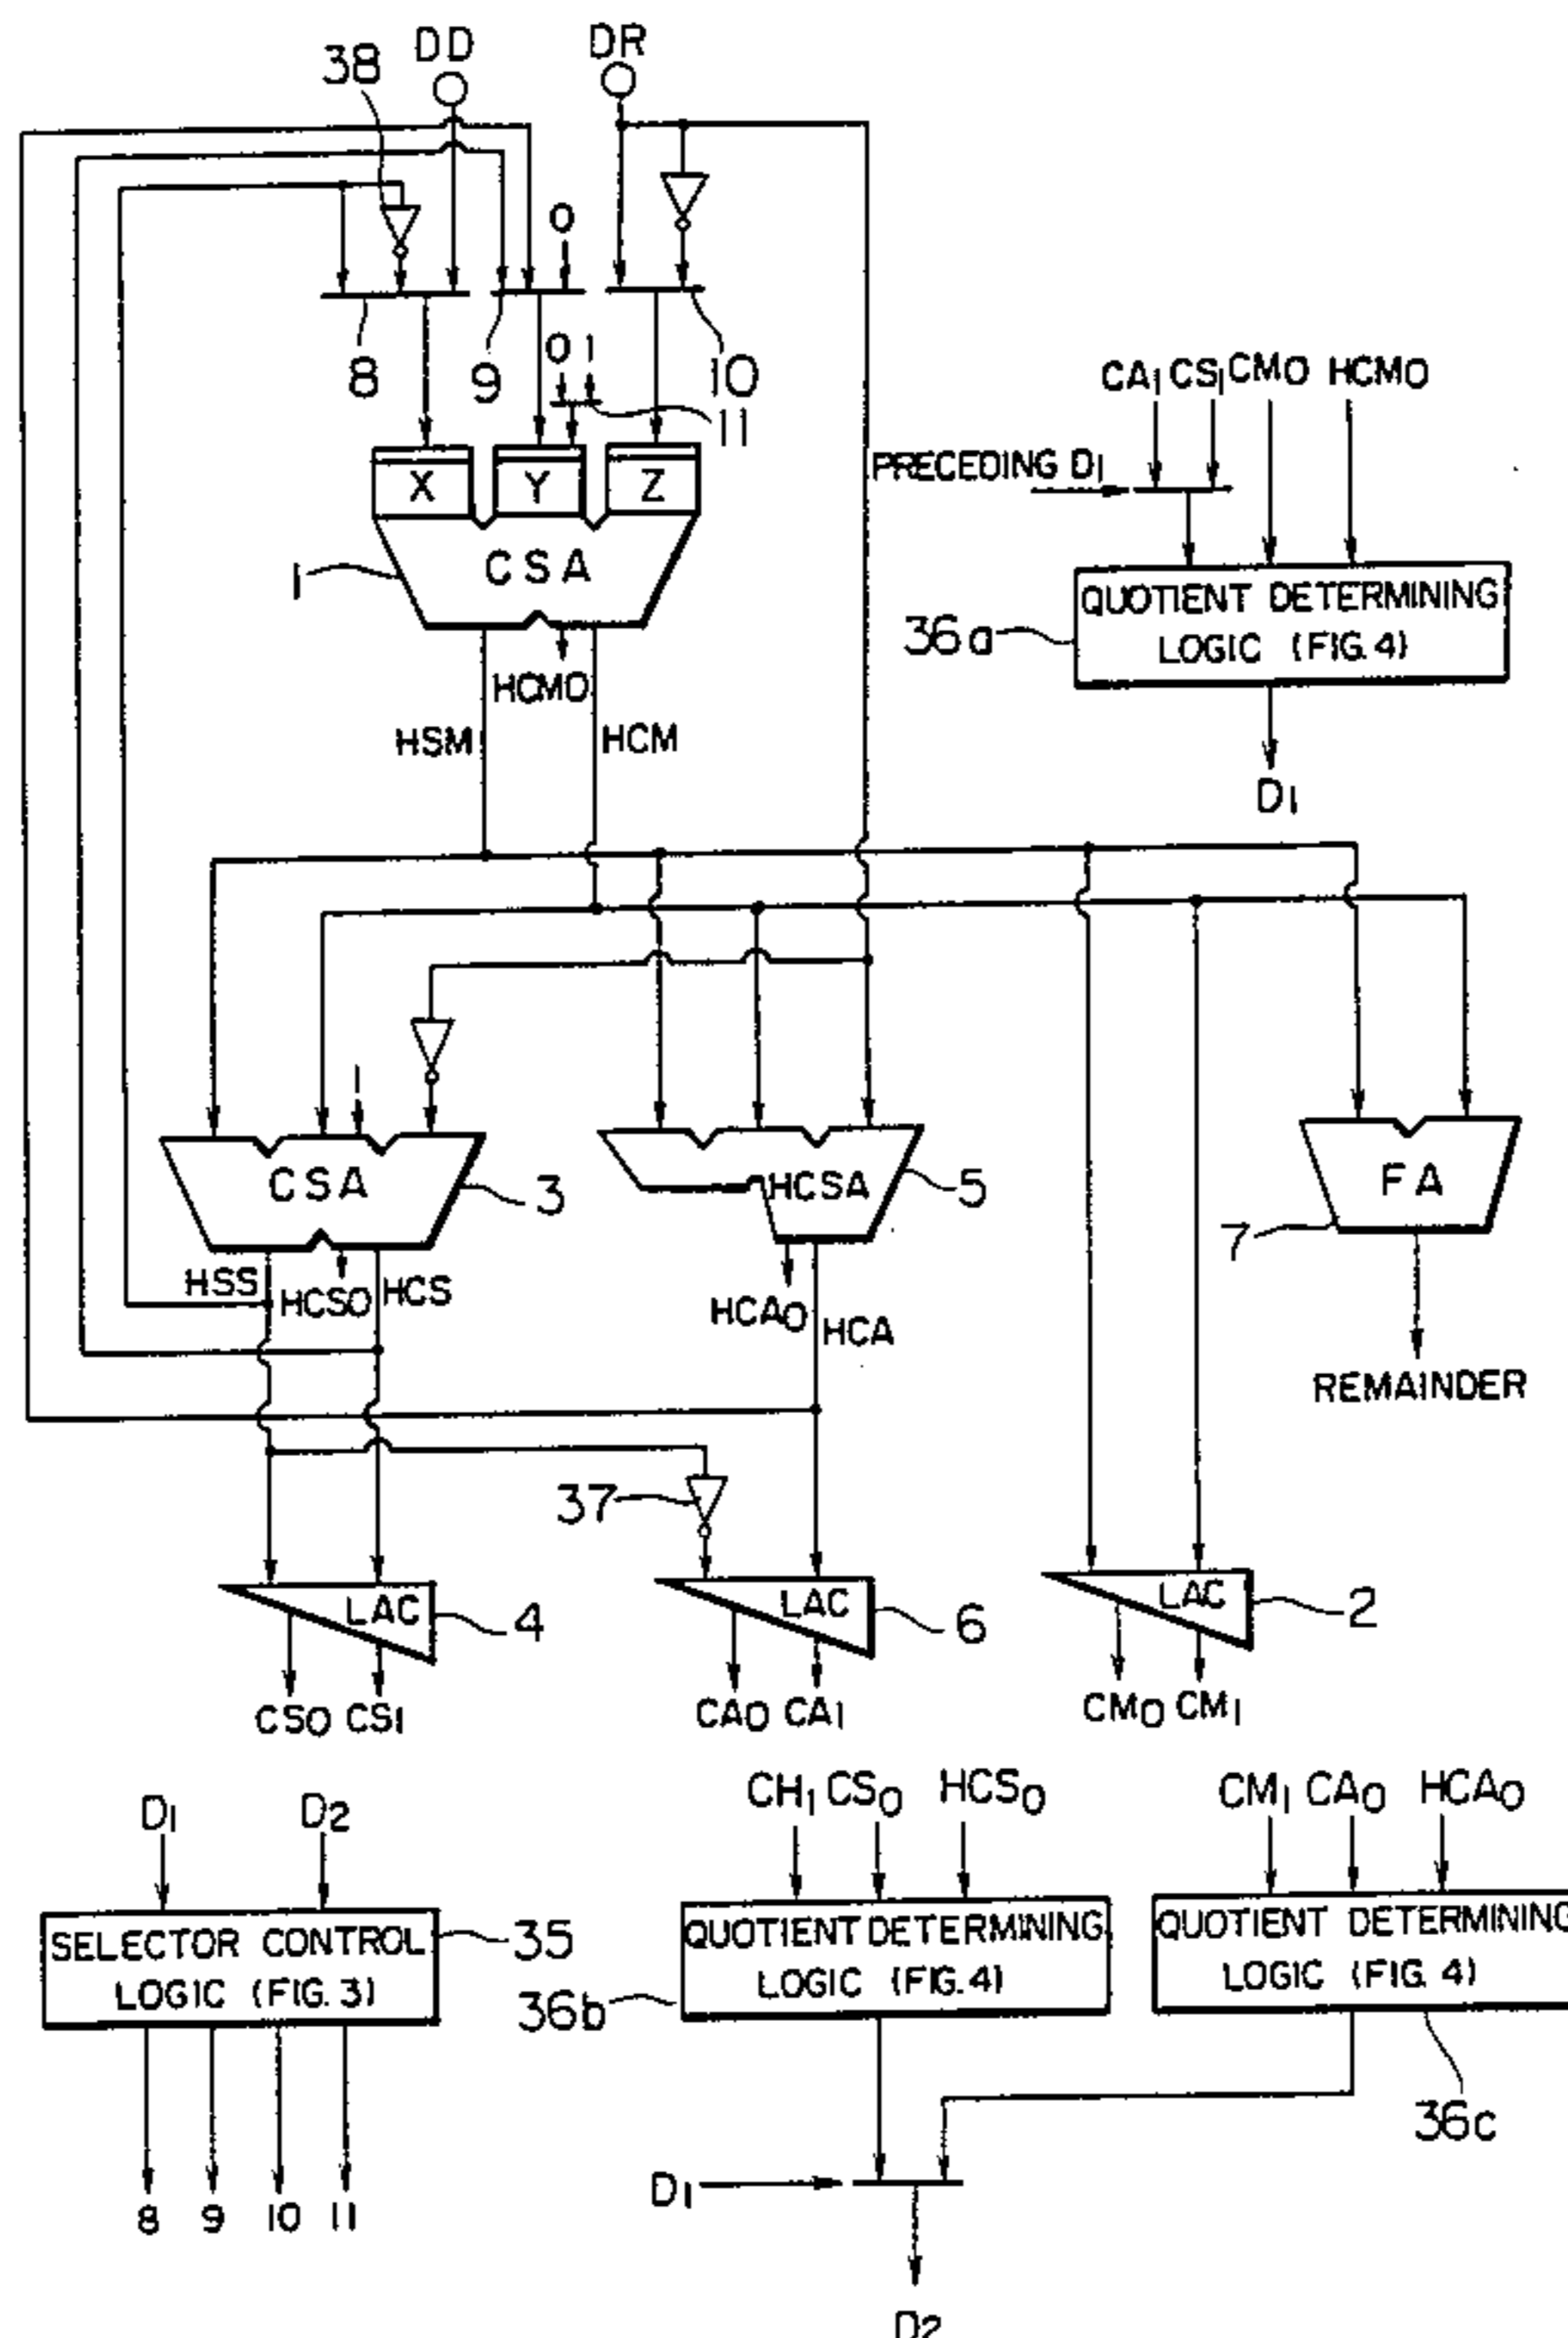 DD
DR
38
O
8
9
O 1
10
11
X
Y
Z
CSA
1
HCMO
HSM
HCM
CA1 CS1 CMO HCMO
PRECEDING D1
QUOTIENT DETERMINING
LOGIC (FIG. 4)
36a
D1
1
CSA
3
HCSA
5
FA
7
HSS
HCSO
HCS
HCAO
HCA
REMAINDER
37
LAC
4
LAC
6
LAC
2
CSO CS1
CAO CA1
CMO CM1
D1
D2
SELECTOR CONTROL
LOGIC (FIG. 3)
35
8 9 10 11
CH1 CSO HCSO
QUOTIENT DETERMINING
LOGIC (FIG. 4)
36b
CM1 CAO HCAO
QUOTIENT DETERMINING
LOGIC (FIG. 4)
36c
D1
D2